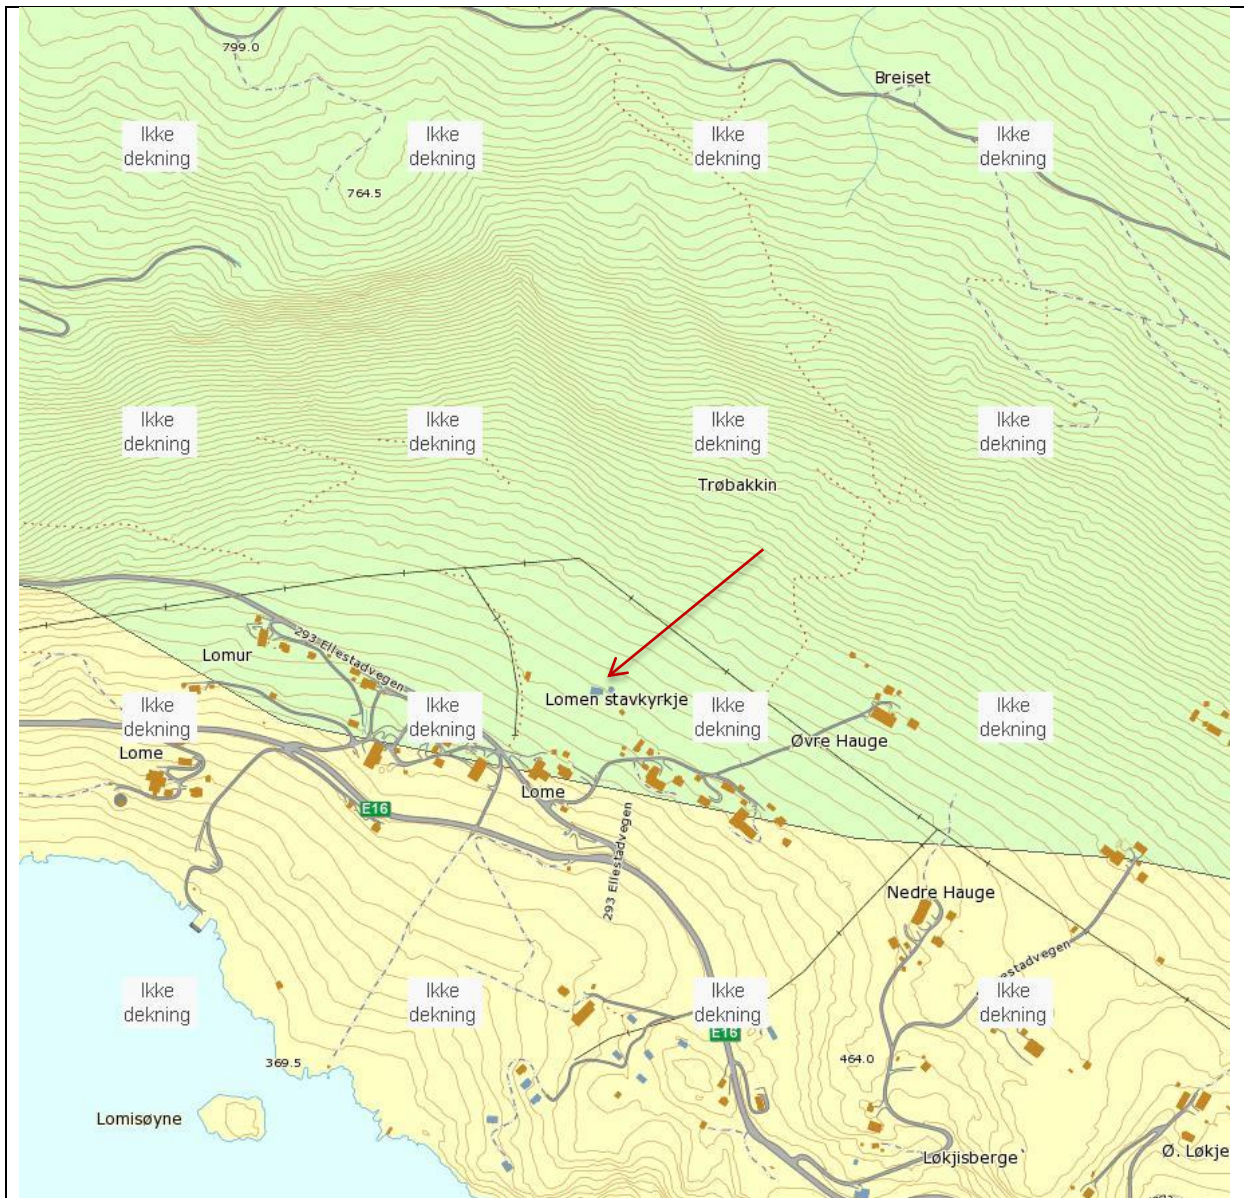 799.0
Breiset
Ikke
dekning
Ikke
dekning
Ikke
dekning
Ikke
dekning
764.5
Ikke
dekning
Ikke
dekning
Ikke
dekning
Ikke
dekning
Trøbakkin
293 Ellestadvegen
Lomur
Lomen stavkyrkje
Ikke
dekning
Ikke
dekning
Ikke
dekning
Ikke
dekning
Øvre Hauge
Lome
Lome
E16
293 Ellestadvegen
Nedre Hauge
estadvegen
Ikke
dekning
Ikke
dekning
Ikke
dekning
Ikke
dekning
E16
369.5
464.0
Lomisøyne
Løkjisberge
Ø. Løkje